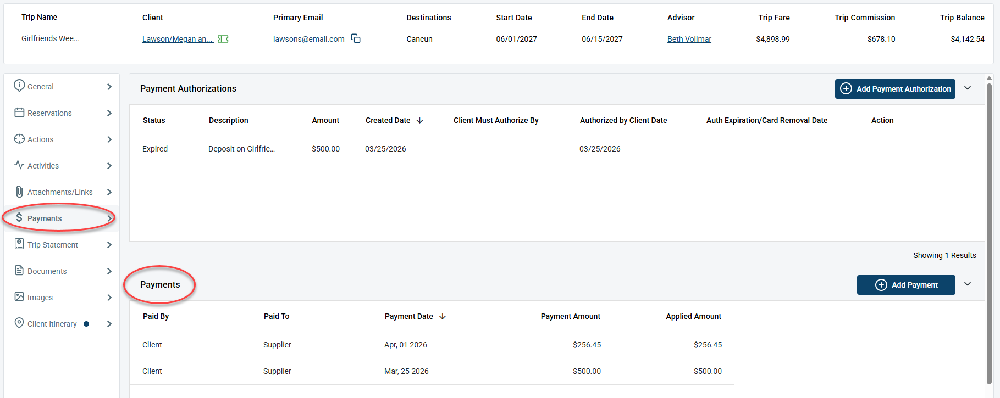 Trip Name Client Primary Email Destinations Start Date End Date Advisor Trip Fare Trip Commission Trip Balance
Girlfriends Wee... Lawson/Megan an... lawsons@email.com Cancun 06/01/2027 06/15/2027 Beth Vollmar $4,898.99 $678.10 $4,142.54
General
Reservations
Actions
Activities
Attachments/Links
Payments
Trip Statement
Documents
Images
Client Itinerary
Payment Authorizations Add Payment Authorization
Status Description Amount Created Date Client Must Authorize By Authorized by Client Date Auth Expiration/Card Removal Date Action
Expired Deposit on Girlfrie... $500.00 03/25/2026 03/25/2026
Showing 1 Results
Payments Add Payment
Paid By Paid To Payment Date Payment Amount Applied Amount
Client Supplier Apr, 01 2026 $256.45 $256.45
Client Supplier Mar, 25 2026 $500.00 $500.00